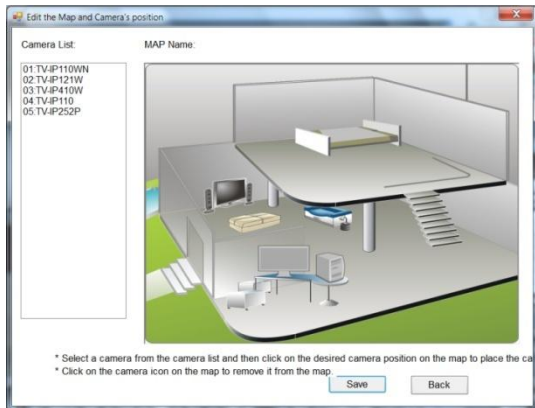 Edit the Map and Camera's position
Camera List:
MAP Name:
01:TV-IP110WN
02:TV-IP121W
03:TV-IP410W
04:TV-IP110
05:TV-IP252P
* Select a camera from the camera list and then click on the desired camera position on the map to place the ca
* Click on the camera icon on the map to remove it from the map.
Save
Back